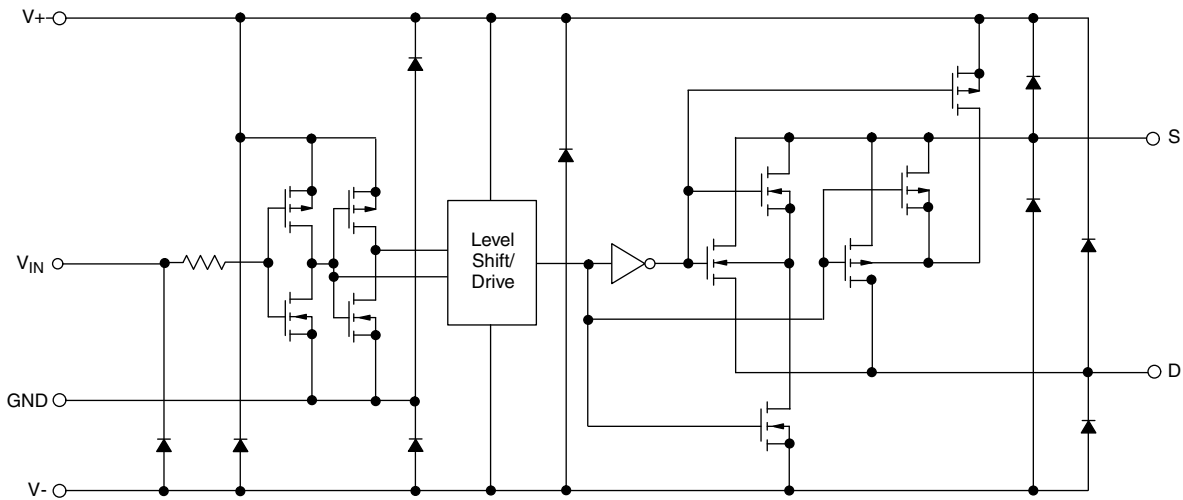 V+
S
Level
Shift/
Drive
VIN
D
GND
V-